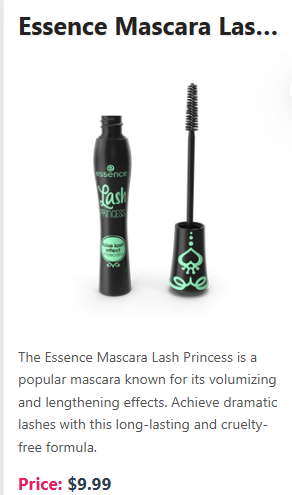 Essence Mascara Las...
essence
Lash
PRINCESS
false lash
effect
mascara
The Essence Mascara Lash Princess is a
popular mascara known for its volumizing
and lengthening effects. Achieve dramatic
lashes with this long-lasting and cruelty-
free formula.
Price: $9.99